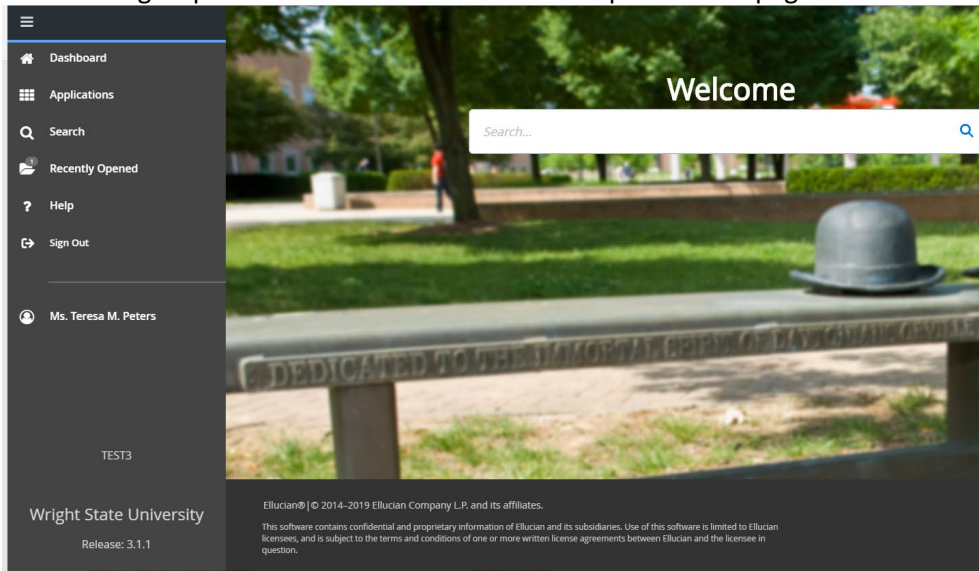 Dashboard
Applications
Search
1
Recently Opened
?
Help
Sign Out
Ms. Teresa M. Peters
TEST3
Wright State University
Release: 3.1.1
Welcome
Search...
DEDICATED TO THE IMMORTAL SPIRIT OF
Ellucian®|© 2014–2019 Ellucian Company L.P. and its affiliates.
This software contains confidential and proprietary information of Ellucian and its subsidiaries. Use of this software is limited to Ellucian
licensees, and is subject to the terms and conditions of one or more written license agreements between Ellucian and the licensee in
question.